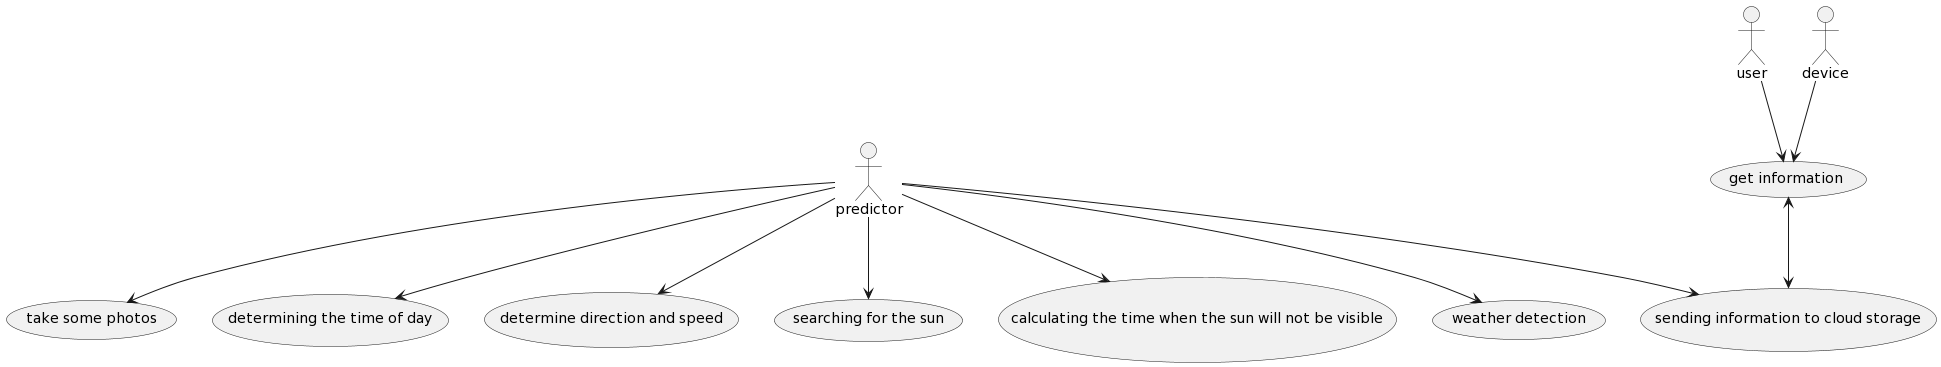 user
device
get information
predictor
take some photos
determining the time of day
determine direction and speed
searching for the sun
calculating the time when the sun will not be visible
weather detection
sending information to cloud storage